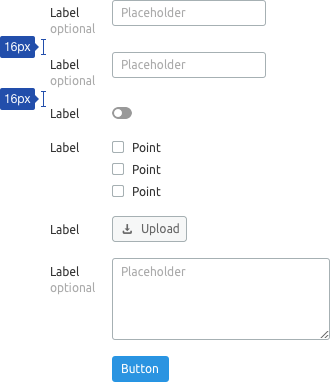 Label Placeholder
optional
16px
Label Placeholder
optional
16px
Label
Label Point
Point
Point
Label Upload
Label Placeholder
optional
Button